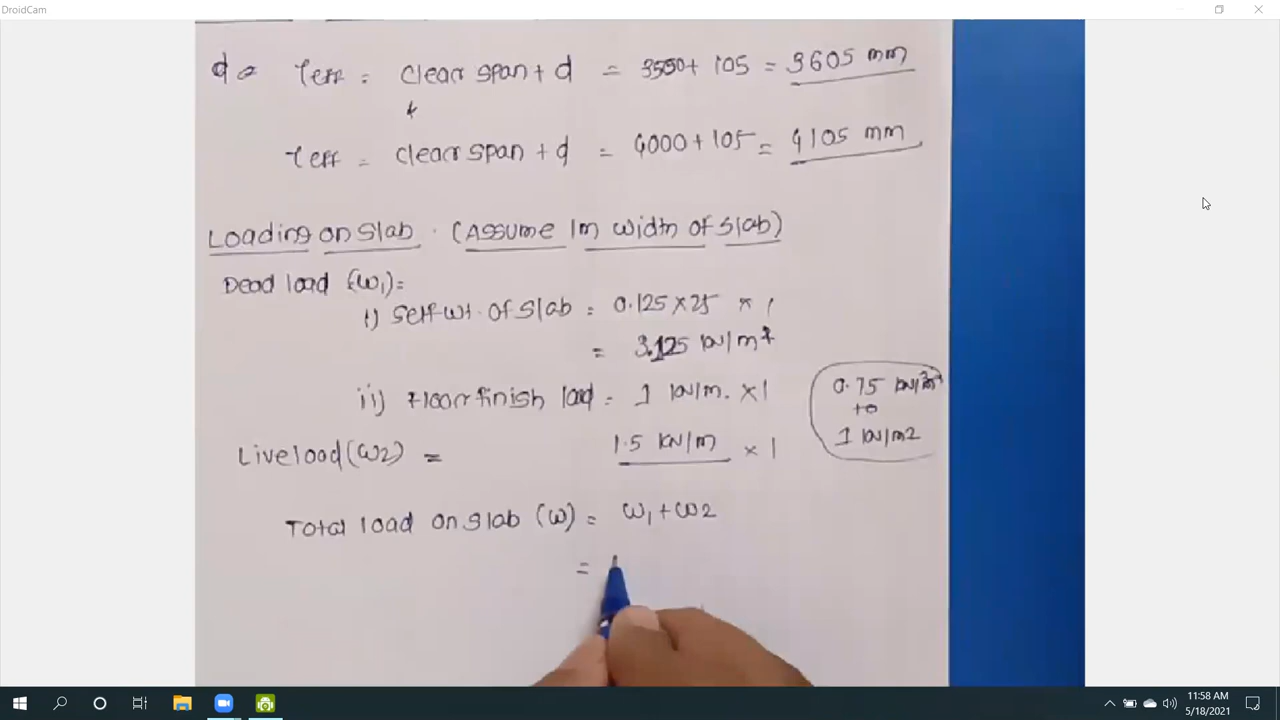 DroidCam
leff = clear span + d = 3500 + 105 = 3605 mm
&
leff = clear span + d = 4000 + 105 = 4105 mm
Loading on slab. (Assume 1m width of slab)
Dead load (w1):
i) Self wt. of slab = 0.125 x 25 x 1
= 3.125 kN/m
ii) Floor finish load = 1 kN/m. x 1
0.75 kN/m2
to
1 kN/m2
Live load (w2) = 1.5 kN/m x 1
Total load on slab (w) = w1 + w2
=
11:58 AM
5/18/2021